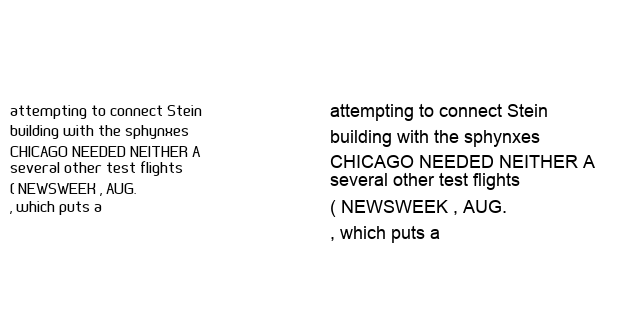 attempting to connect Stein
building with the sphynxes
CHICAGO NEEDED NEITHER A
several other test flights
( NEWSWEEK , AUG.
, which puts a
attempting to connect Stein
building with the sphynxes
CHICAGO NEEDED NEITHER A
several other test flights
( NEWSWEEK , AUG.
, which puts a